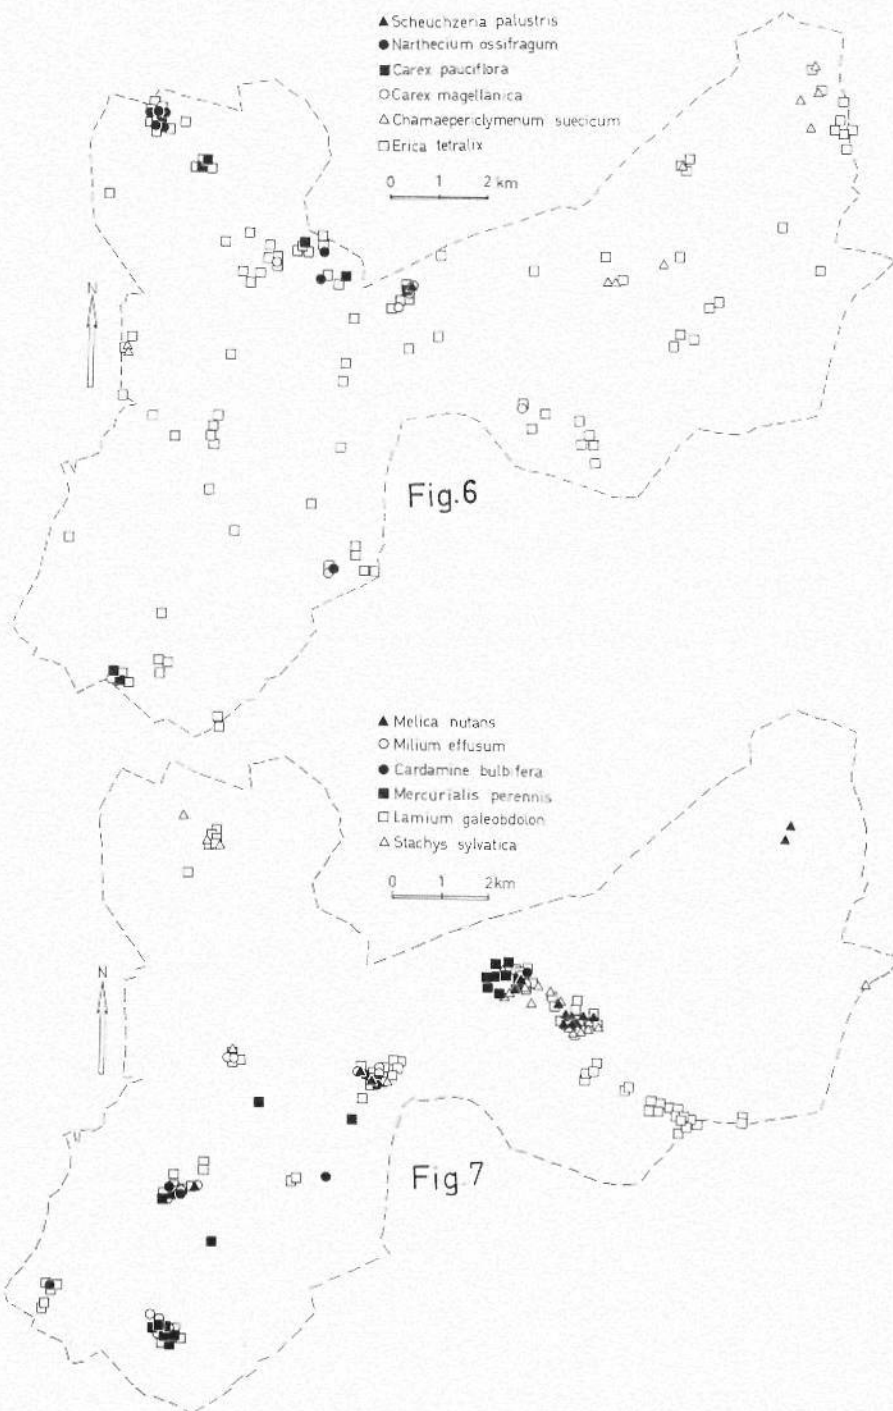 Scheuchzeria palustris
Narthecium ossifragum
Carex pauciflora
Carex magellanica
Chamaepericlymenum suecicum
Erica tetralix
0 1 2 km
N
Fig.6
Melica nutans
Milium effusum
Cardamine bulbifera
Mercurialis perennis
Lamium galeobdolon
Stachys sylvatica
0 1 2km
N
Fig 7